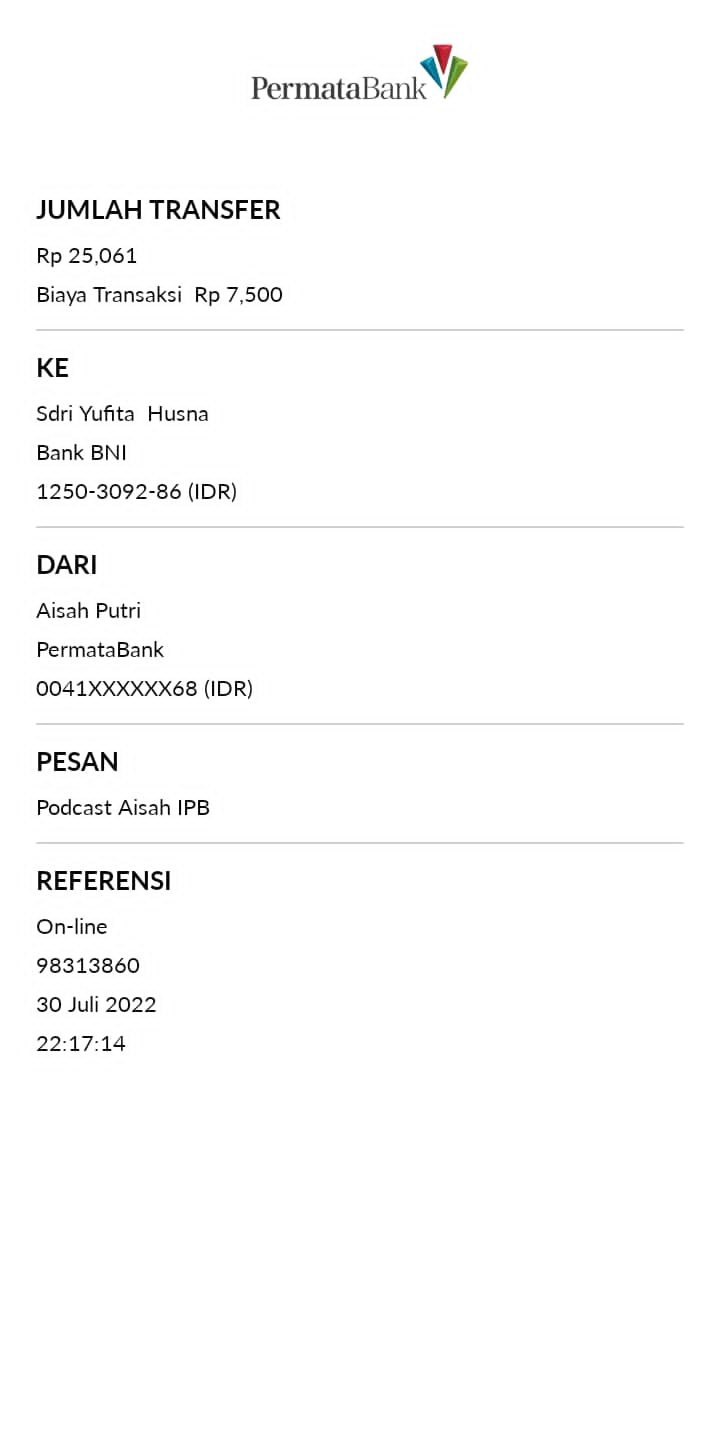 PermataBank
JUMLAH TRANSFER
Rp 25,061
Biaya Transaksi  Rp 7,500
KE
Sdri Yufita  Husna
Bank BNI
1250-3092-86 (IDR)
DARI
Aisah Putri
PermataBank
0041XXXXXX68 (IDR)
PESAN
Podcast Aisah IPB
REFERENSI
On-line
98313860
30 Juli 2022
22:17:14